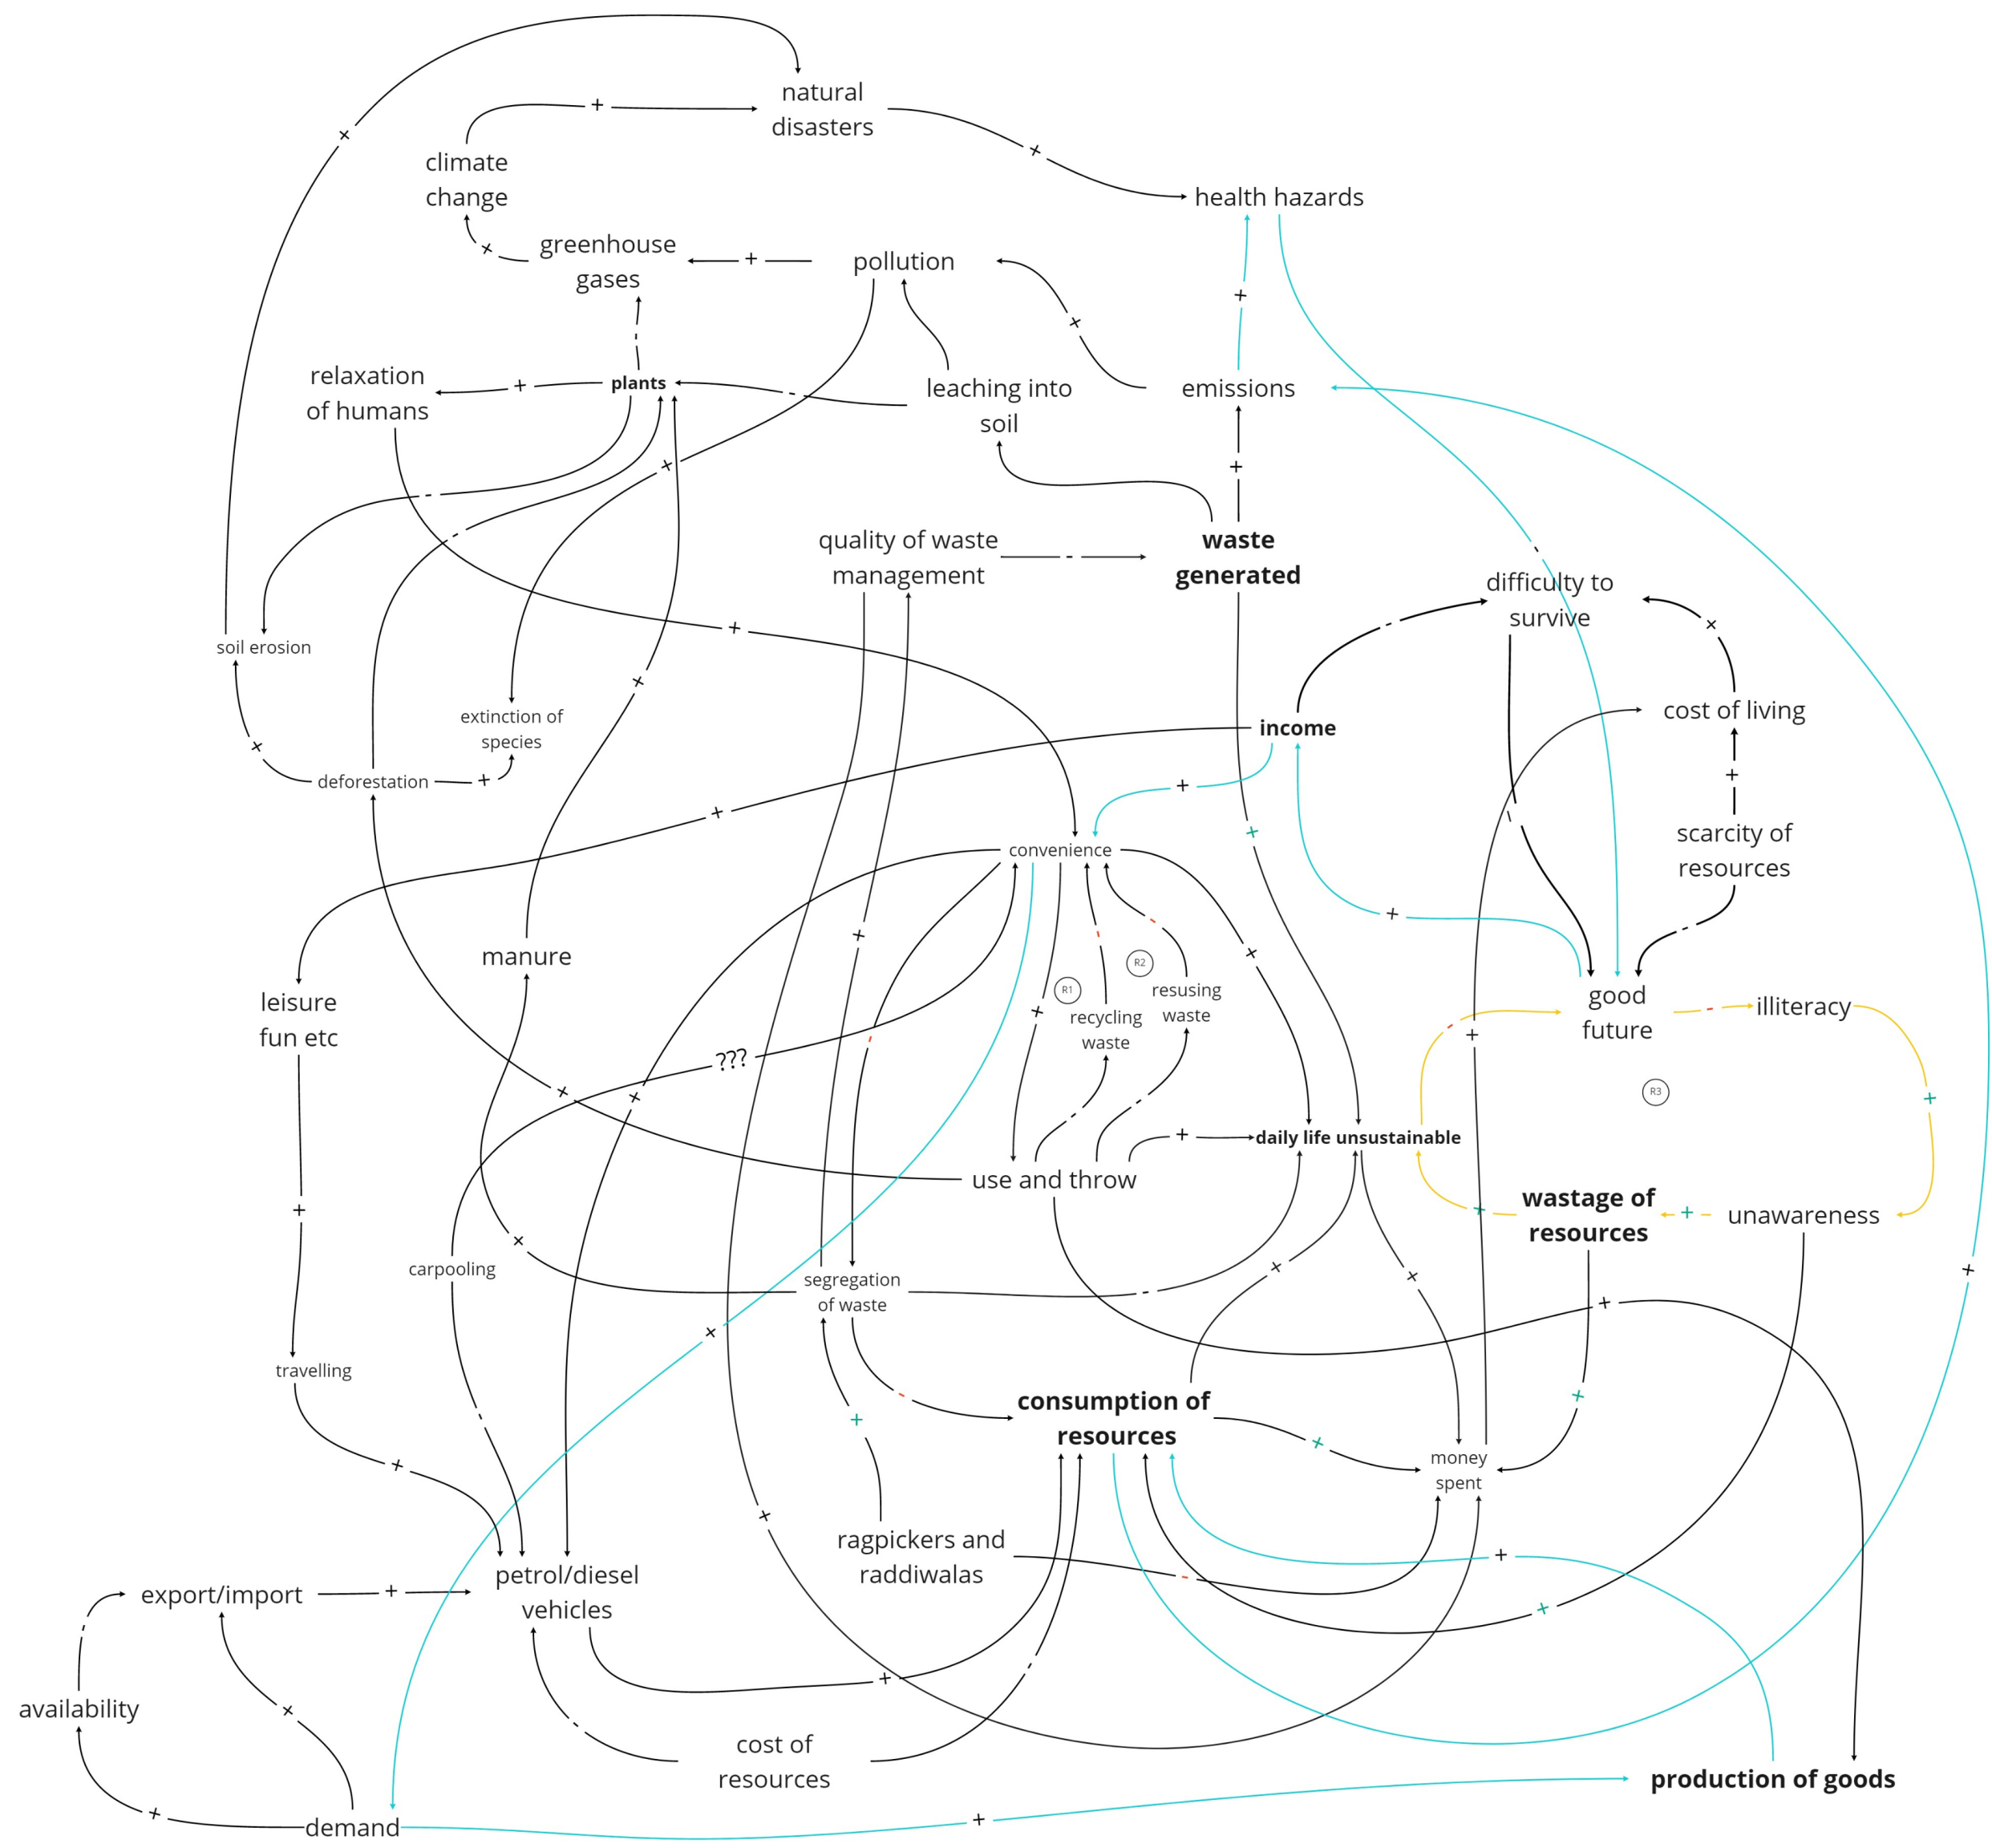 natural
disasters
climate
change
health hazards
greenhouse
gases
pollution
relaxation
of humans
plants
leaching into
soil
emissions
quality of waste
management
waste
generated
difficulty to
survive
soil erosion
extinction of
species
income
cost of living
deforestation
convenience
scarcity of
resources
manure
leisure
fun etc
R1
R2
recycling
waste
resusing
waste
good
future
illiteracy
???
R3
daily life unsustainable
use and throw
wastage of
resources
unawareness
carpooling
segregation
of waste
travelling
consumption of
resources
money
spent
ragpickers and
raddiwalas
export/import
petrol/diesel
vehicles
availability
cost of
resources
production of goods
demand